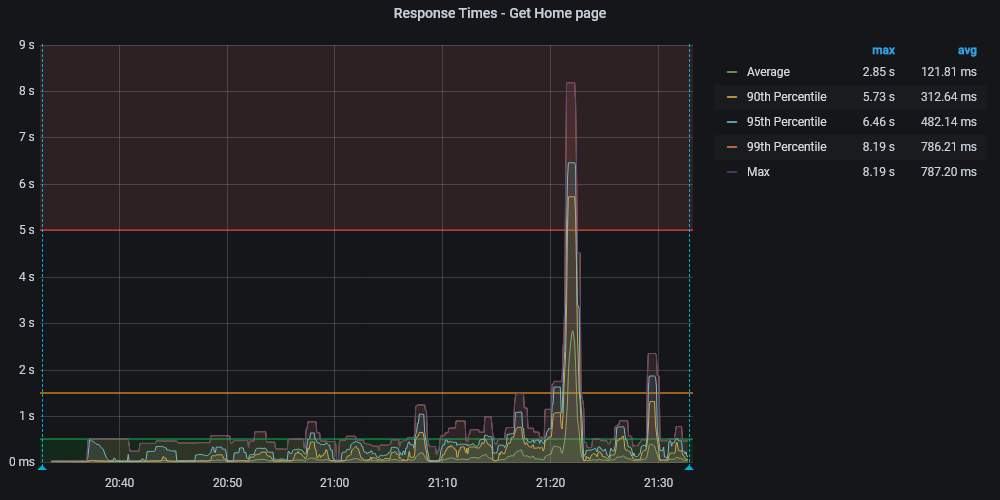 Response Times - Get Home page
max avg
Average 2.85 s 121.81 ms
90th Percentile 5.73 s 312.64 ms
95th Percentile 6.46 s 482.14 ms
99th Percentile 8.19 s 786.21 ms
Max 8.19 s 787.20 ms
9 s
8 s
7 s
6 s
5 s
4 s
3 s
2 s
1 s
0 ms
20:40 20:50 21:00 21:10 21:20 21:30